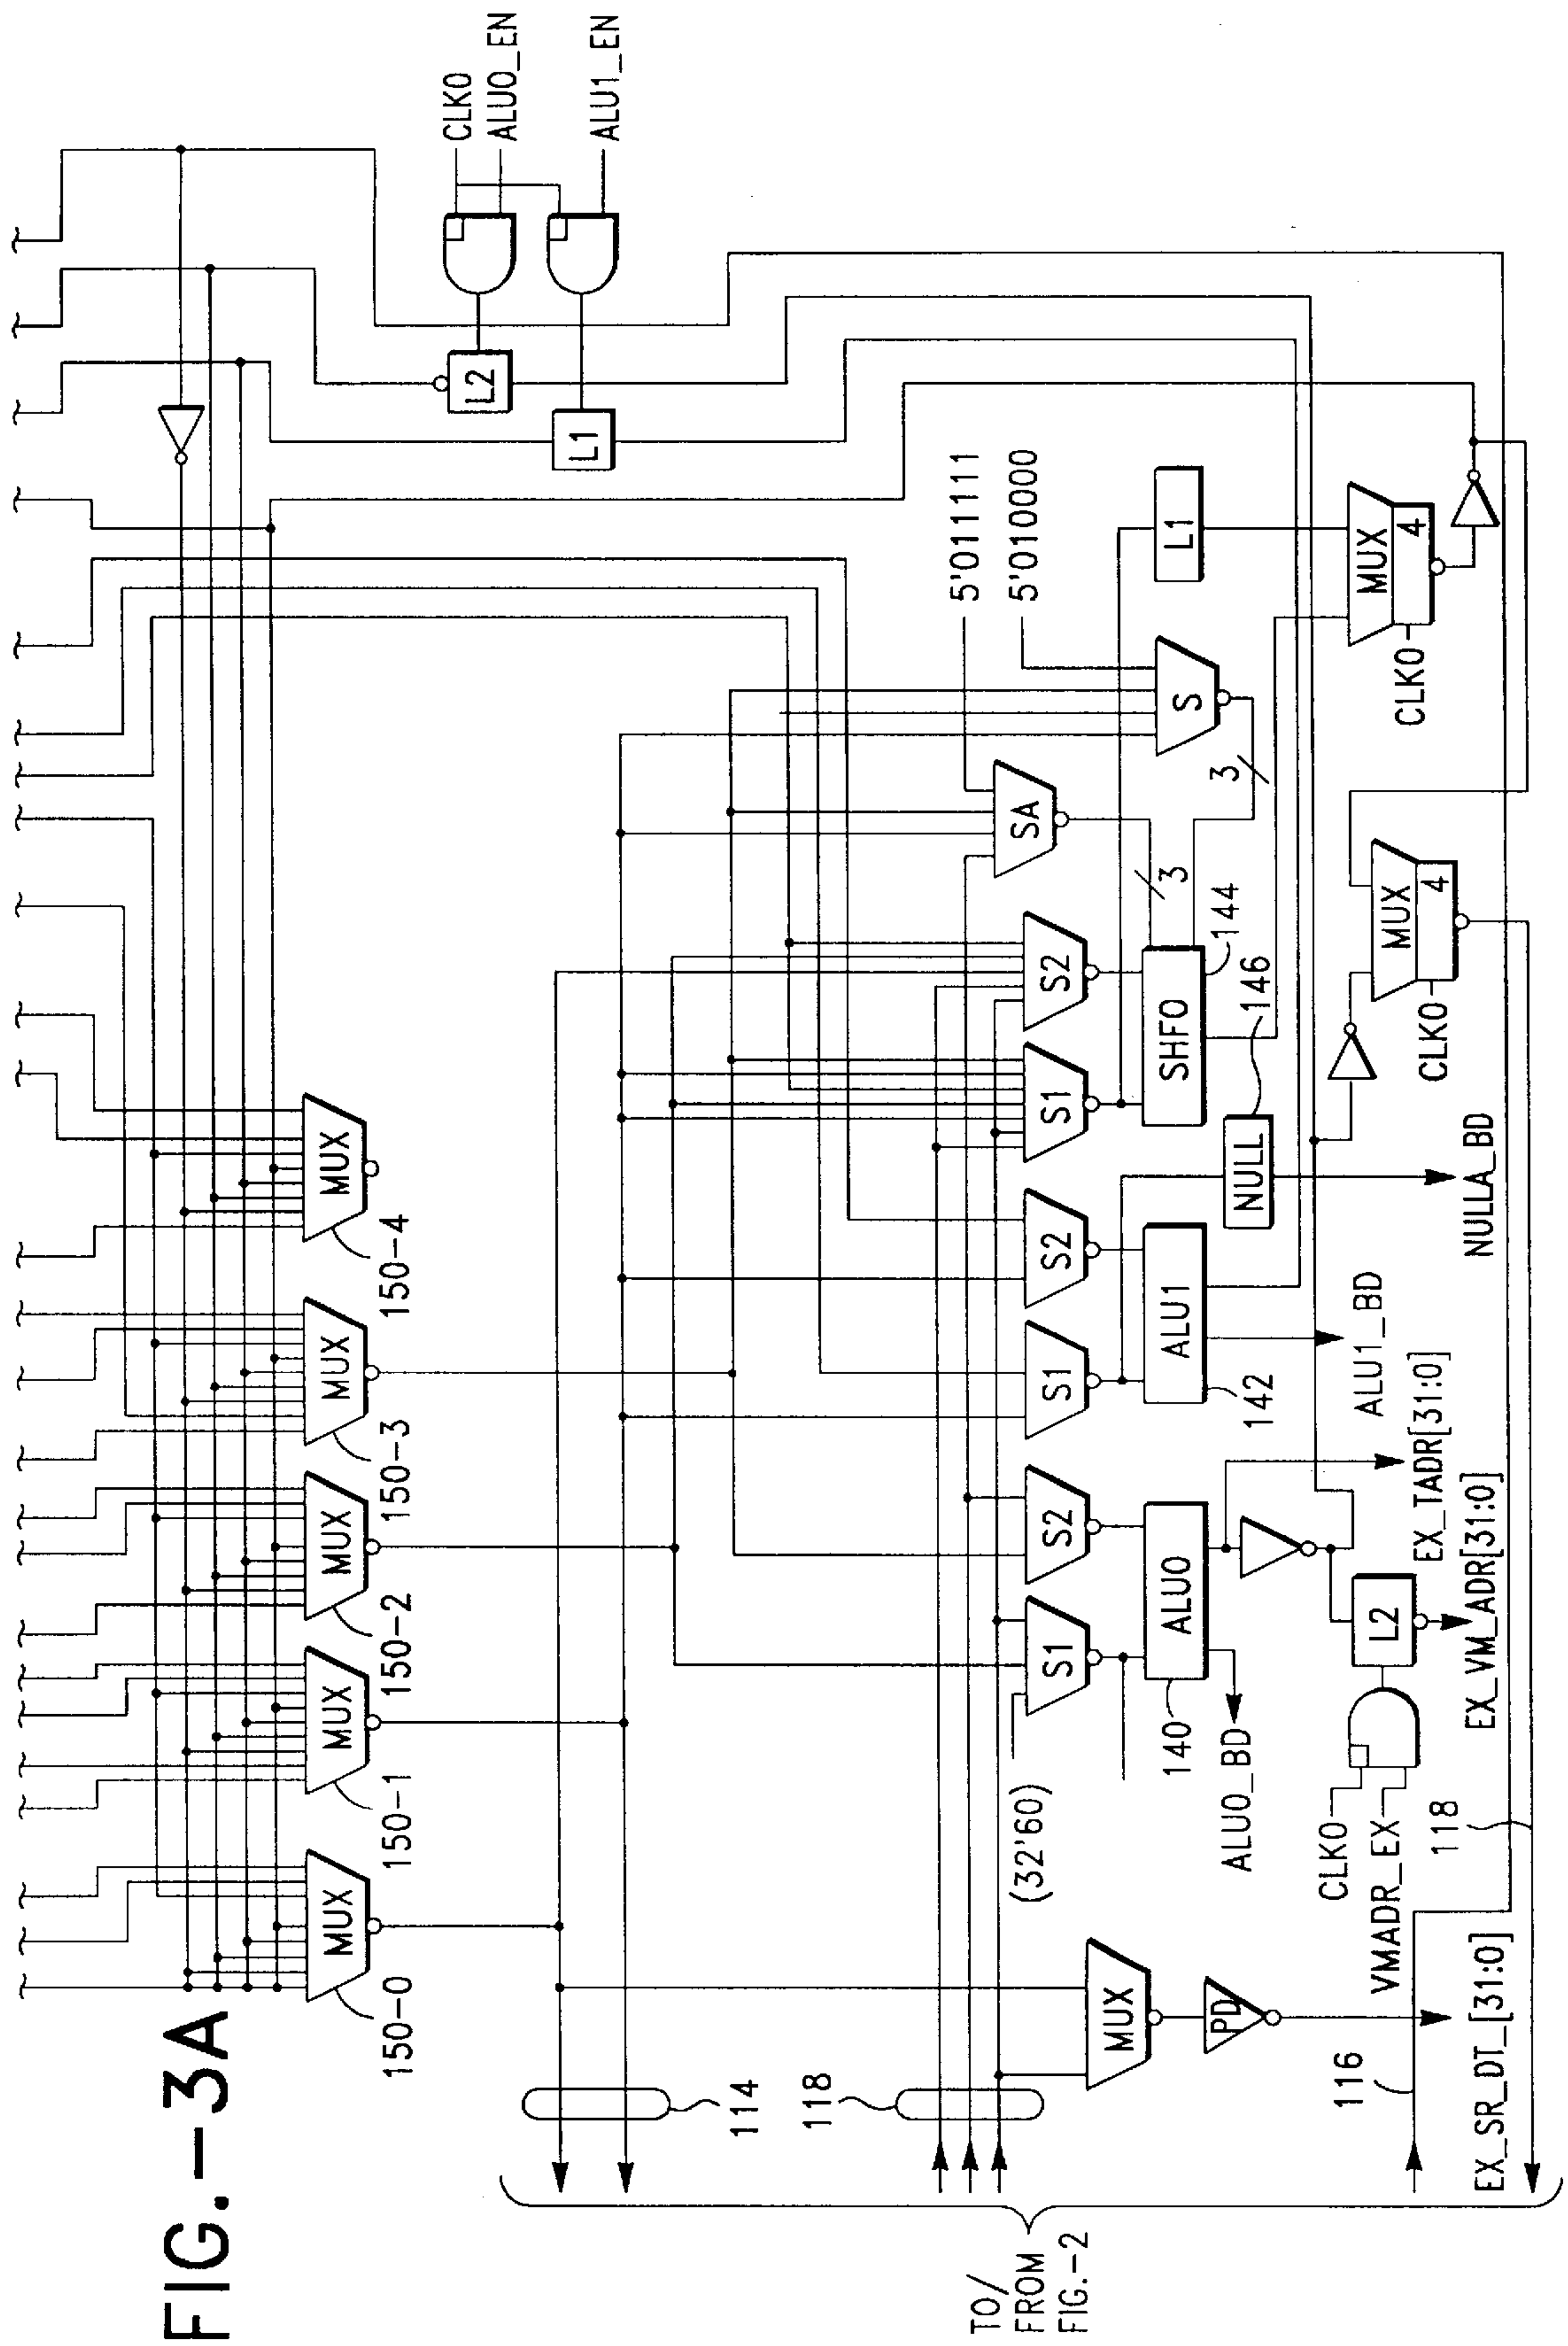 FIG.-3A
CLK0
ALU0_EN
ALU1_EN
L2
L1
MUX
150-0
MUX
150-1
MUX
150-2
MUX
150-3
MUX
150-4
114
118
TO/
FROM
FIG.-2
5'011111
5'010000
(32'60)
MUX
PD
EX_SR_DT_[31:0]
116
S1
S2
ALU0
140
ALU0_BD
CLK0
VMADR_EX
L2
EX_TADR[31:0]
EX_VM_ADR[31:0]
118
S1
S2
ALU1
142
ALU1_BD
NULL
146
NULLA_BD
S1
S2
SHF0
144
SA
3
S
3
L1
MUX
4
CLK0
MUX
4
CLK0